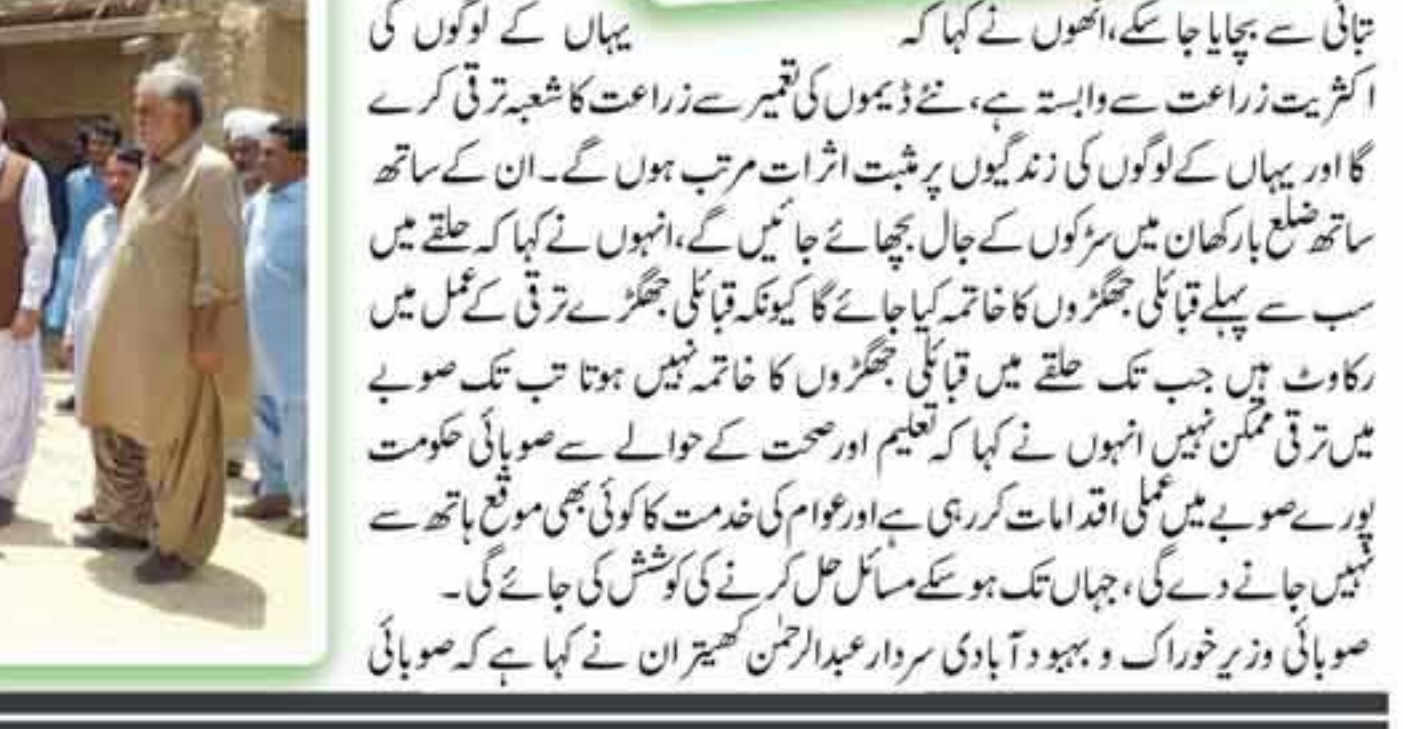 تباہی سے بچایا جا سکے،انھوں نے کہا کہ یہاں کے لوگوں کی
اکثریت زراعت سے وابستہ ہے،نئے ڈیموں کی تعمیر سے زراعت کا شعبہ ترقی کرے
گا اور یہاں کے لوگوں کی زندگیوں پر مثبت اثرات مرتب ہوں گے۔ان کے ساتھ
ساتھ ضلع بارکھان میں سڑکوں کے جال بچھائے جائیں گے،انہوں نے کہا کہ حلقے میں
سب سے پہلے قبائلی جھگڑوں کا خاتمہ کیا جائے گا کیونکہ قبائلی جھگڑے ترقی کے عمل میں
رکاوٹ ہیں جب تک حلقے میں قبائلی جھگڑوں کا خاتمہ نہیں ہوتا تب تک صوبے
میں ترقی ممکن نہیں انہوں نے کہا کہ تعلیم اور صحت کے حوالے سے صوبائی حکومت
پورے صوبے میں عملی اقدامات کررہی ہے اور عوام کی خدمت کا کوئی بھی موقع ہاتھ سے
نہیں جانے دے گی، جہاں تک ہو سکے مسائل حل کرنے کی کوشش کی جائے گی۔
صوبائی وزیر خوراک و بہبود آبادی سردار عبدالرحمٰن کھیتران نے کہا ہے کہ صوبائی